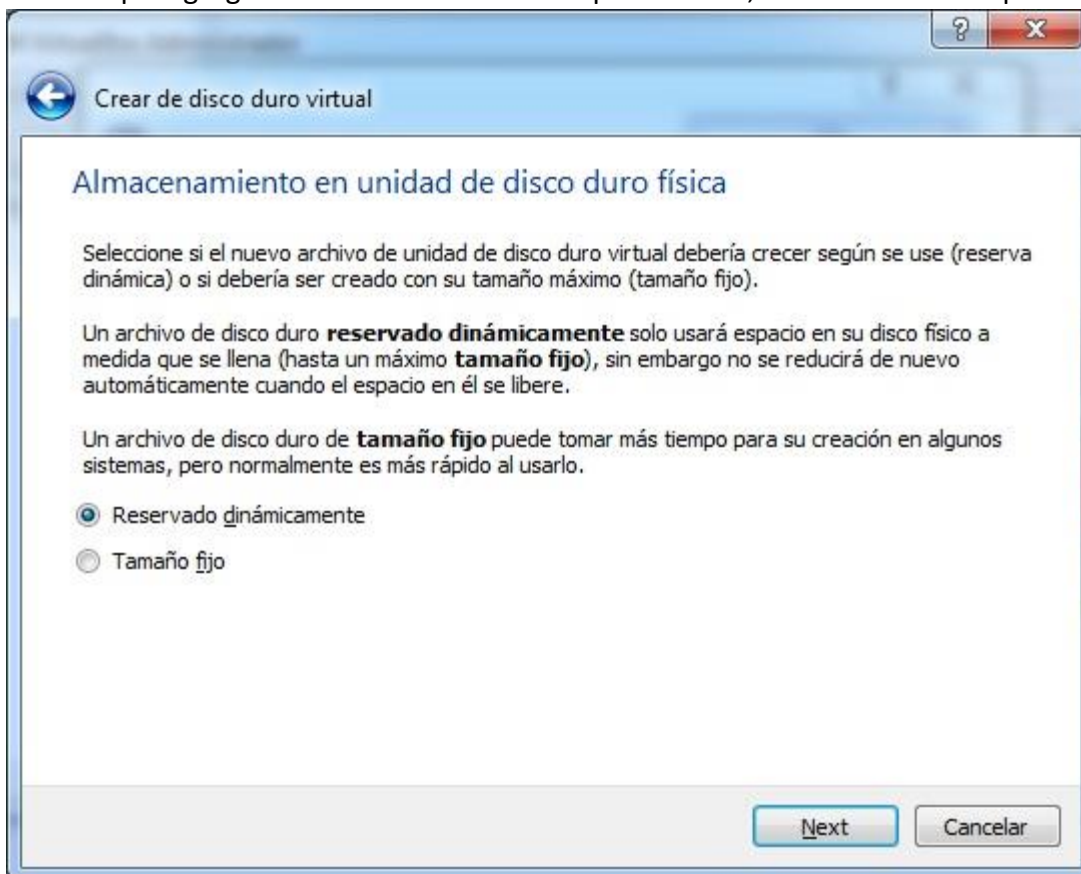 Crear de disco duro virtual
Almacenamiento en unidad de disco duro física
Seleccione si el nuevo archivo de unidad de disco duro virtual debería crecer según se use (reserva
dinámica) o si debería ser creado con su tamaño máximo (tamaño fijo).
Un archivo de disco duro reservado dinámicamente solo usará espacio en su disco físico a
medida que se llena (hasta un máximo tamaño fijo), sin embargo no se reducirá de nuevo
automáticamente cuando el espacio en él se libere.
Un archivo de disco duro de tamaño fijo puede tomar más tiempo para su creación en algunos
sistemas, pero normalmente es más rápido al usarlo.
Reservado dinámicamente
Tamaño fijo
Next Cancelar